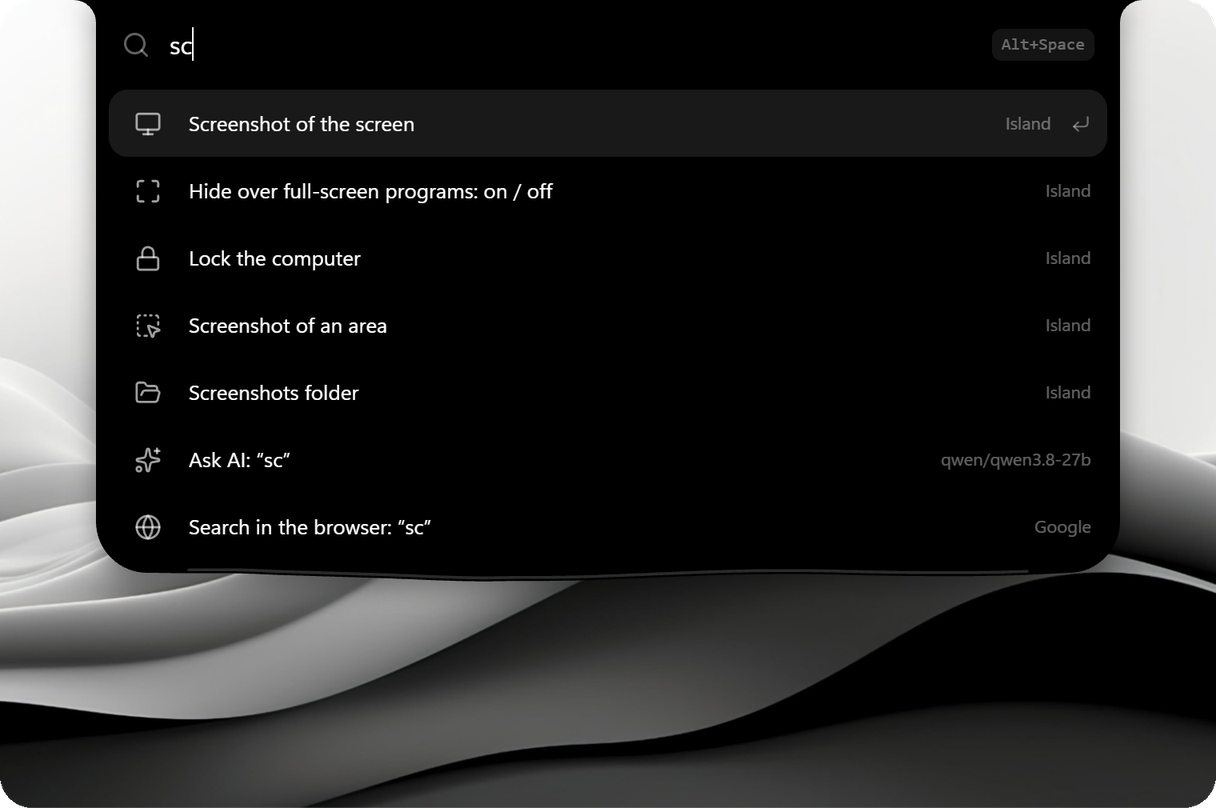 sc
Alt+Space
Screenshot of the screen Island
Hide over full-screen programs: on / off Island
Lock the computer Island
Screenshot of an area Island
Screenshots folder Island
Ask AI: “sc” qwen/qwen3.8-27b
Search in the browser: “sc” Google